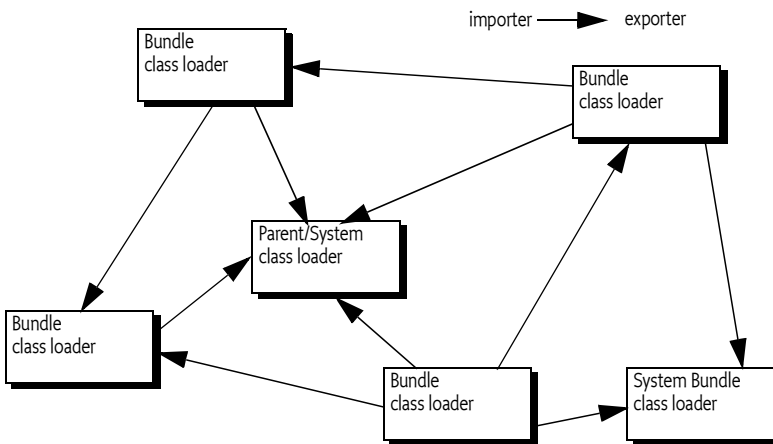 importer
exporter
Bundle
class loader
Bundle
class loader
Parent/System
class loader
Bundle
class loader
Bundle
class loader
System Bundle
class loader